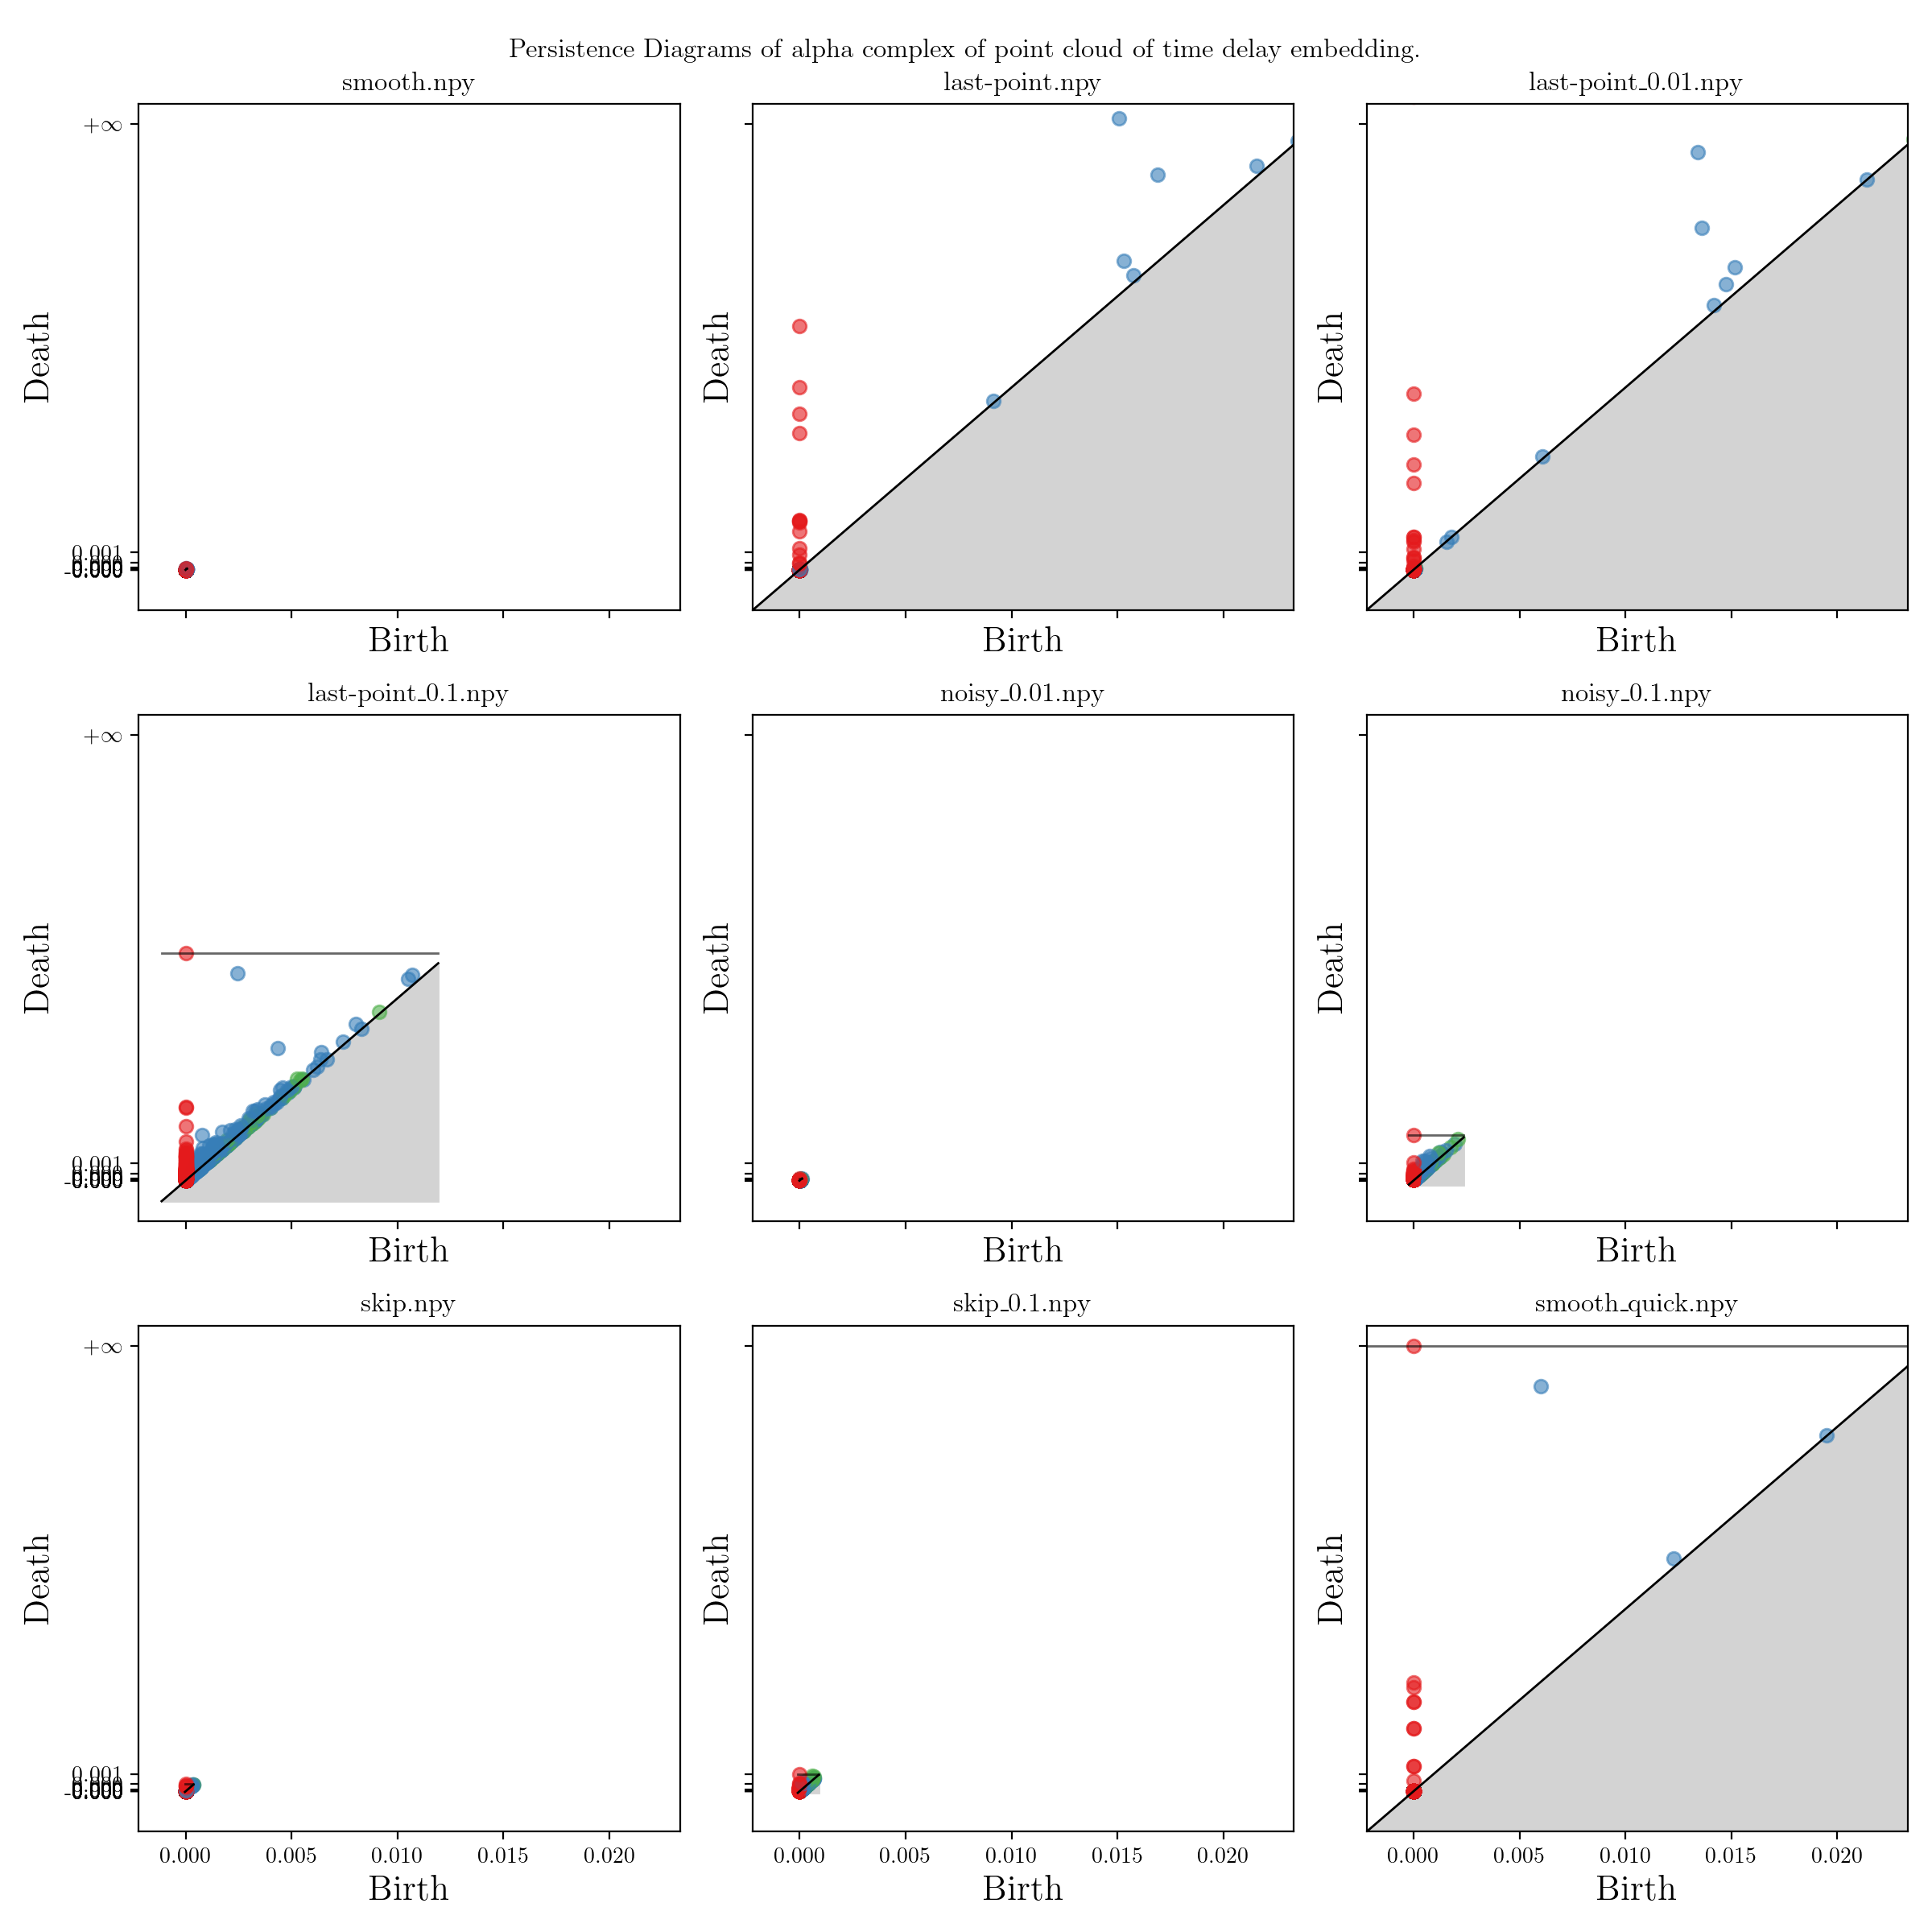 Persistence Diagrams of alpha complex of point cloud of time delay embedding.
smooth.npy
last-point.npy
last-point_0.01.npy
+∞
Death
Death
Death
0.001
-0.000
Birth
Birth
Birth
last-point_0.1.npy
noisy_0.01.npy
noisy_0.1.npy
+∞
Death
Death
Death
0.001
-0.000
Birth
Birth
Birth
skip.npy
skip_0.1.npy
smooth_quick.npy
+∞
Death
Death
Death
0.001
-0.000
0.000 0.005 0.010 0.015 0.020
0.000 0.005 0.010 0.015 0.020
0.000 0.005 0.010 0.015 0.020
Birth
Birth
Birth